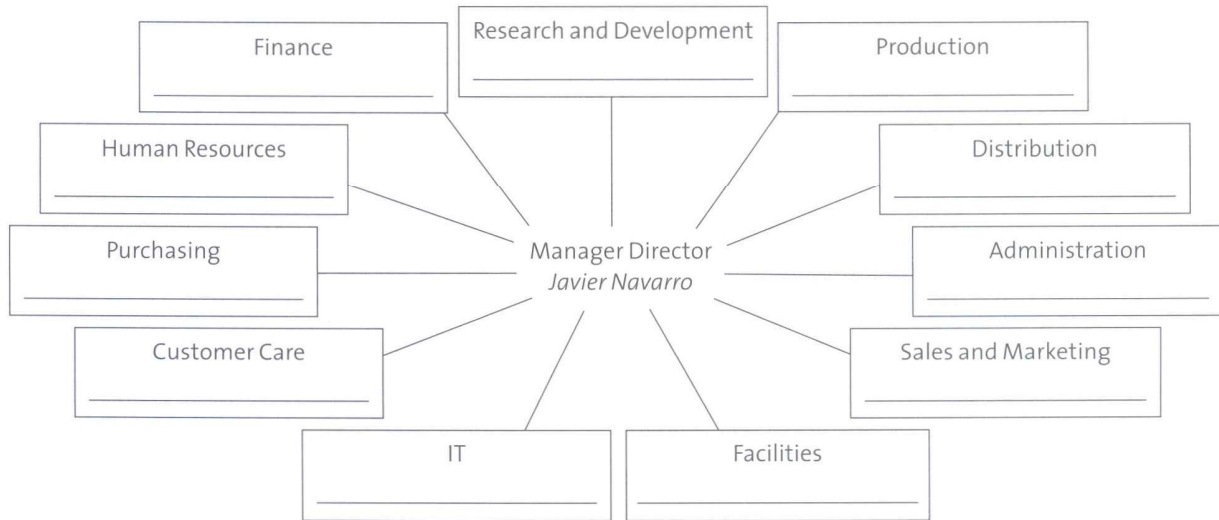 Research and Development
Finance
Production
Human Resources
Distribution
Manager Director
Javier Navarro
Purchasing
Administration
Customer Care
Sales and Marketing
IT
Facilities